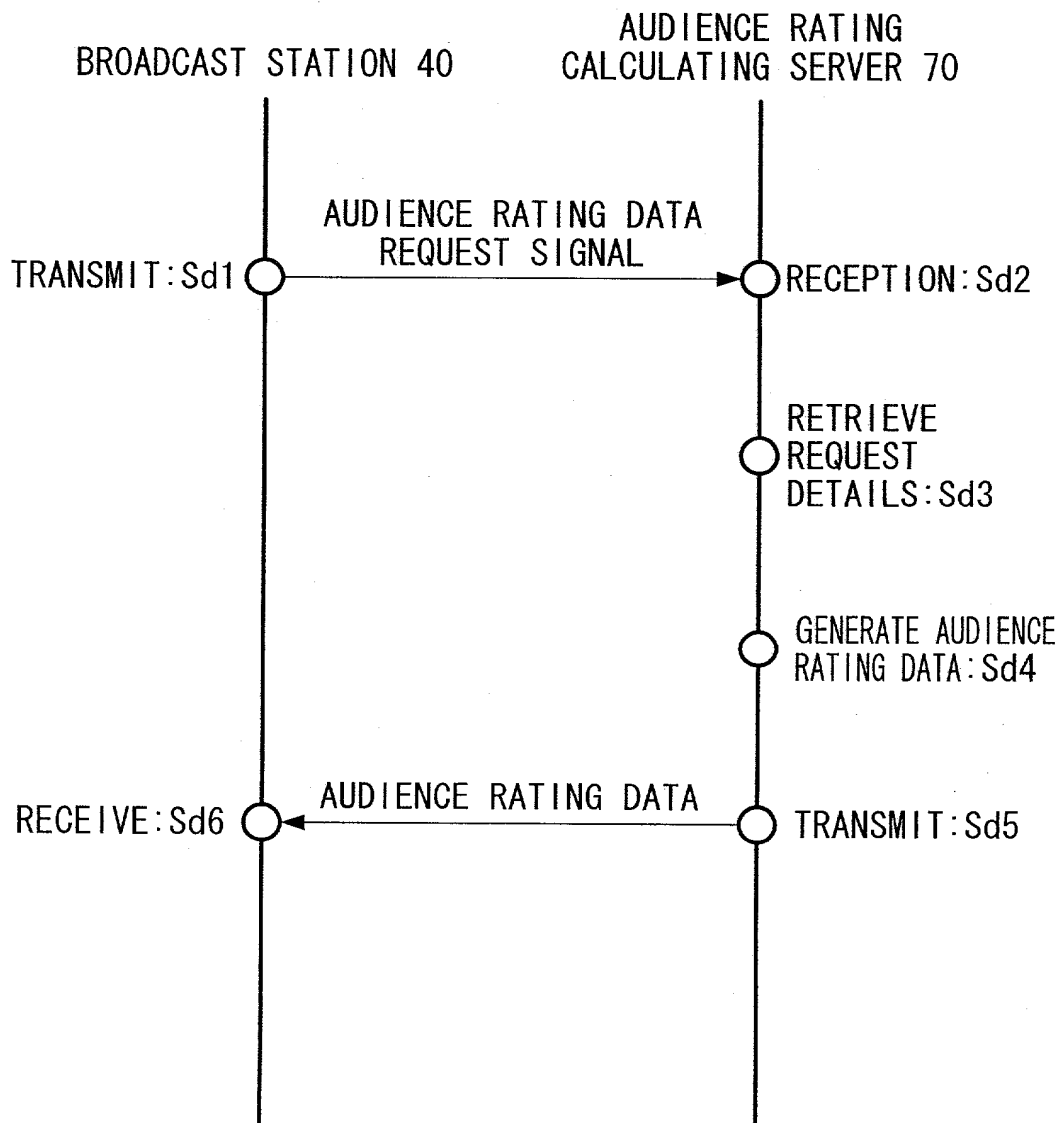 BROADCAST STATION 40
AUDIENCE RATING
CALCULATING SERVER 70
AUDIENCE RATING DATA
REQUEST SIGNAL
TRANSMIT:Sd1
RECEPTION:Sd2
RETRIEVE
REQUEST
DETAILS:Sd3
GENERATE AUDIENCE
RATING DATA:Sd4
AUDIENCE RATING DATA
RECEIVE:Sd6
TRANSMIT:Sd5